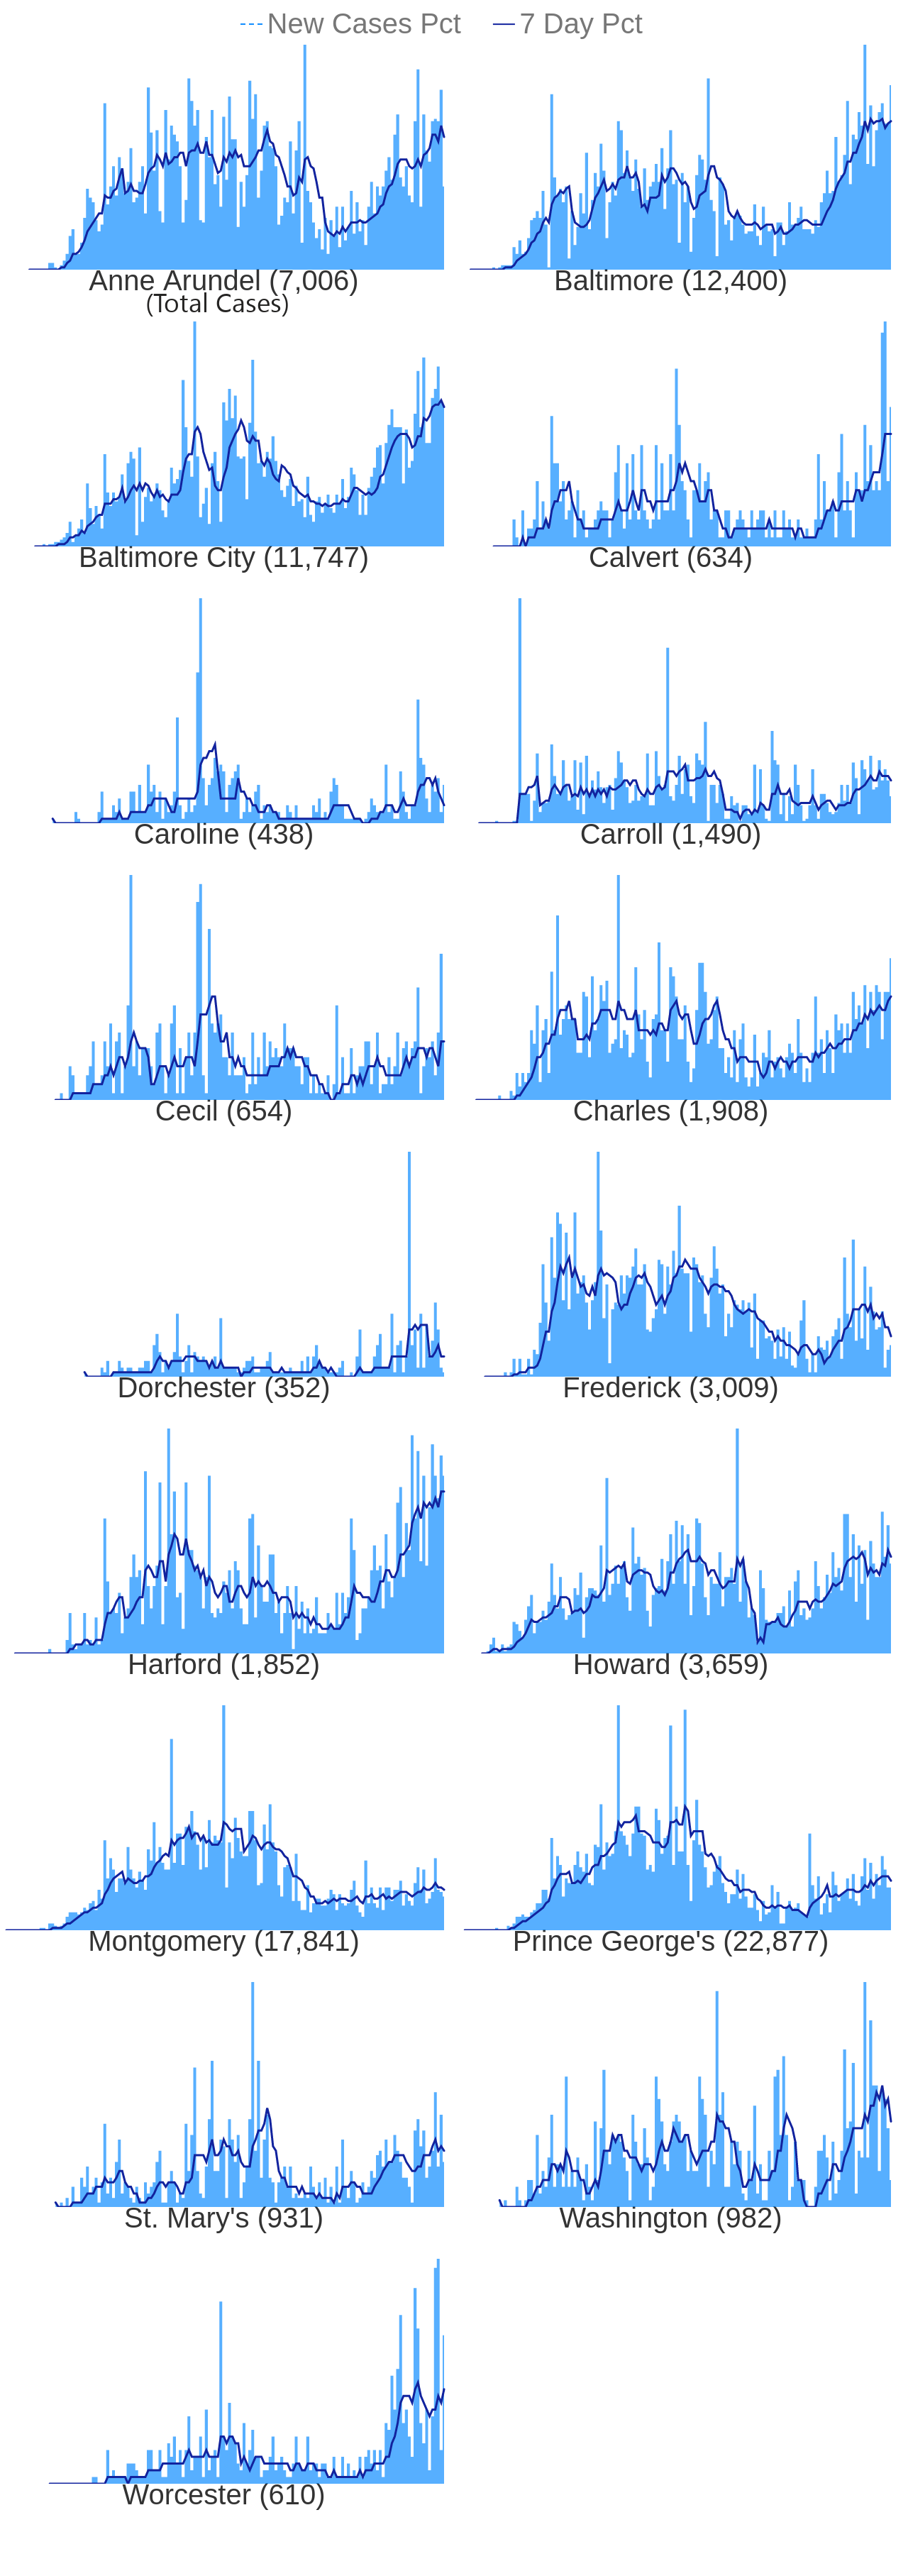 New Cases Pct 7 Day Pct
Anne Arundel (7,006) Baltimore (12,400)
(Total Cases)
Baltimore City (11,747) Calvert (634)
Caroline (438) Carroll (1,490)
Cecil (654) Charles (1,908)
Dorchester (352) Frederick (3,009)
Harford (1,852) Howard (3,659)
Montgomery (17,841) Prince George's (22,877)
St. Mary's (931) Washington (982)
Worcester (610)